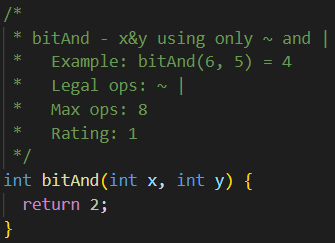 /*
 * bitAnd - x&y using only ~ and |
 *   Example: bitAnd(6, 5) = 4
 *   Legal ops: ~ |
 *   Max ops: 8
 *   Rating: 1
 */
int bitAnd(int x, int y) {
  return 2;
}